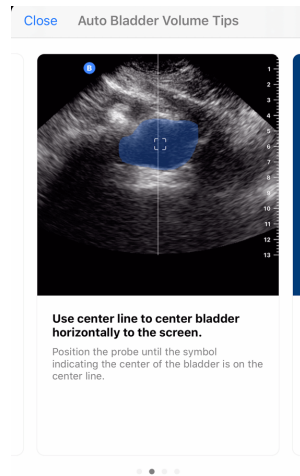 Close Auto Bladder Volume Tips
B
1
2
3
4
5
6
7
8
9
10
11
12
13
Use center line to center bladder
horizontally to the screen.
Position the probe until the symbol
indicating the center of the bladder is on the
center line.